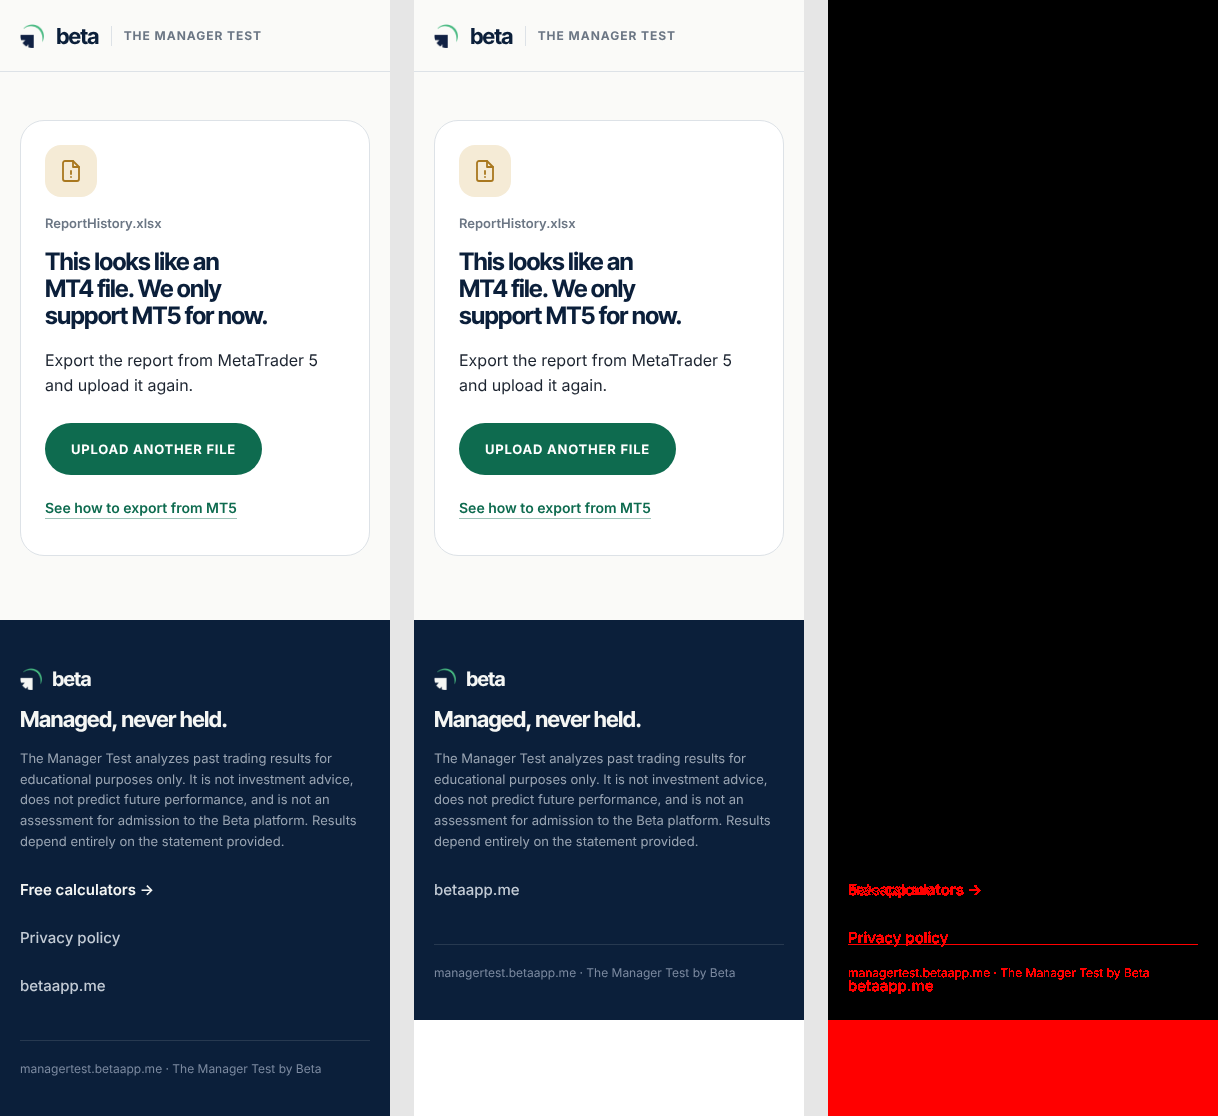 beta
THE MANAGER TEST
ReportHistory.xlsx
This looks like an
MT4 file. We only
support MT5 for now.
Export the report from MetaTrader 5
and upload it again.
UPLOAD ANOTHER FILE
See how to export from MT5
beta
Managed, never held.
The Manager Test analyzes past trading results for
educational purposes only. It is not investment advice,
does not predict future performance, and is not an
assessment for admission to the Beta platform. Results
depend entirely on the statement provided.
Free calculators →
Privacy policy
betaapp.me
managertest.betaapp.me · The Manager Test by Beta
beta
THE MANAGER TEST
ReportHistory.xlsx
This looks like an
MT4 file. We only
support MT5 for now.
Export the report from MetaTrader 5
and upload it again.
UPLOAD ANOTHER FILE
See how to export from MT5
beta
Managed, never held.
The Manager Test analyzes past trading results for
educational purposes only. It is not investment advice,
does not predict future performance, and is not an
assessment for admission to the Beta platform. Results
depend entirely on the statement provided.
betaapp.me
managertest.betaapp.me · The Manager Test by Beta
Privacy policy
managertest.betaapp.me · The Manager Test by Beta
betaapp.me